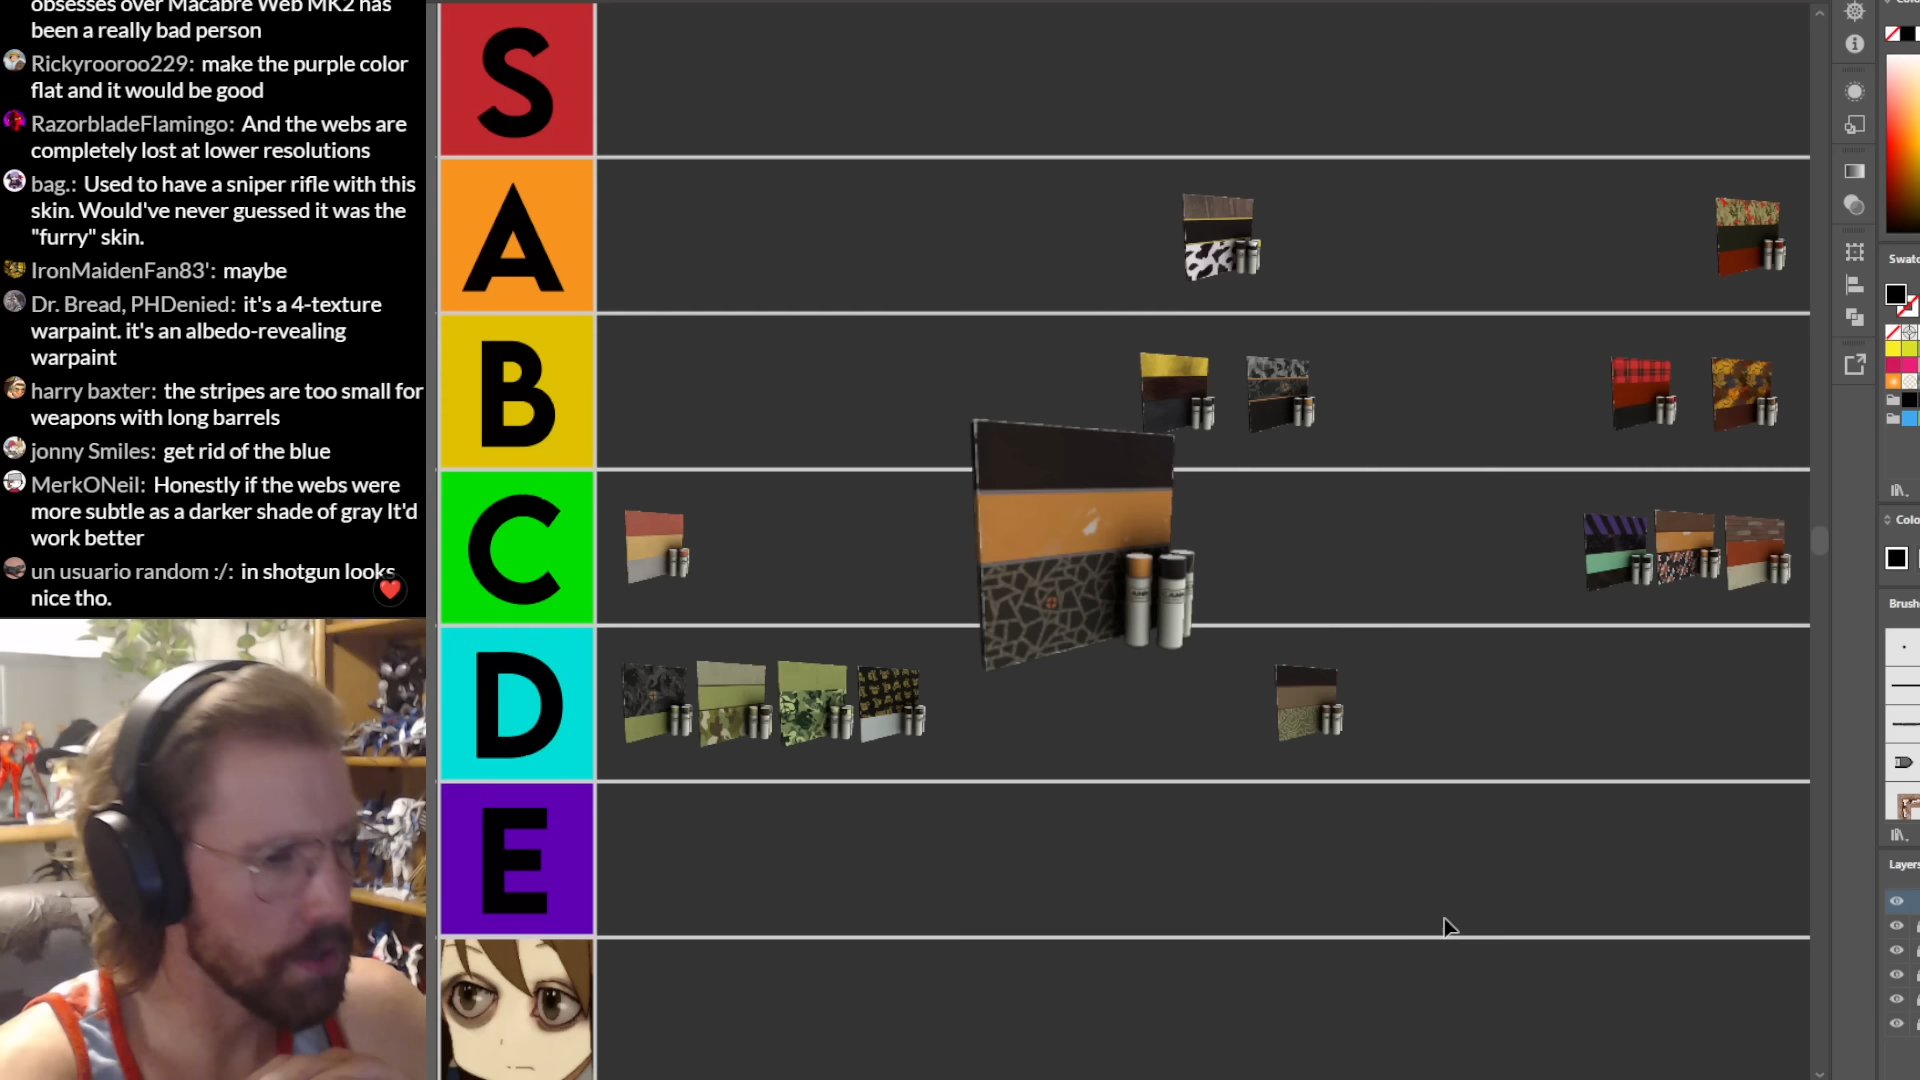 obsesses over Macabre Web MK2 has
been a really bad person
Rickyrooroo229: make the purple color
flat and it would be good
RazorbladeFlamingo: And the webs are
completely lost at lower resolutions
bag.: Used to have a sniper rifle with this
skin. Would've never guessed it was the
"furry" skin.
IronMaidenFan83': maybe
Dr. Bread, PHDenied: it's a 4-texture
warpaint. it's an albedo-revealing
warpaint
harry baxter: the stripes are too small for
weapons with long barrels
jonny Smiles: get rid of the blue
MerkONeil: Honestly if the webs were
more subtle as a darker shade of gray It'd
work better
un usuario random :/: in shotgun looks
nice tho.
S
A
B
C
D
E
Colo
Swatc
Colo
Brush
Layers